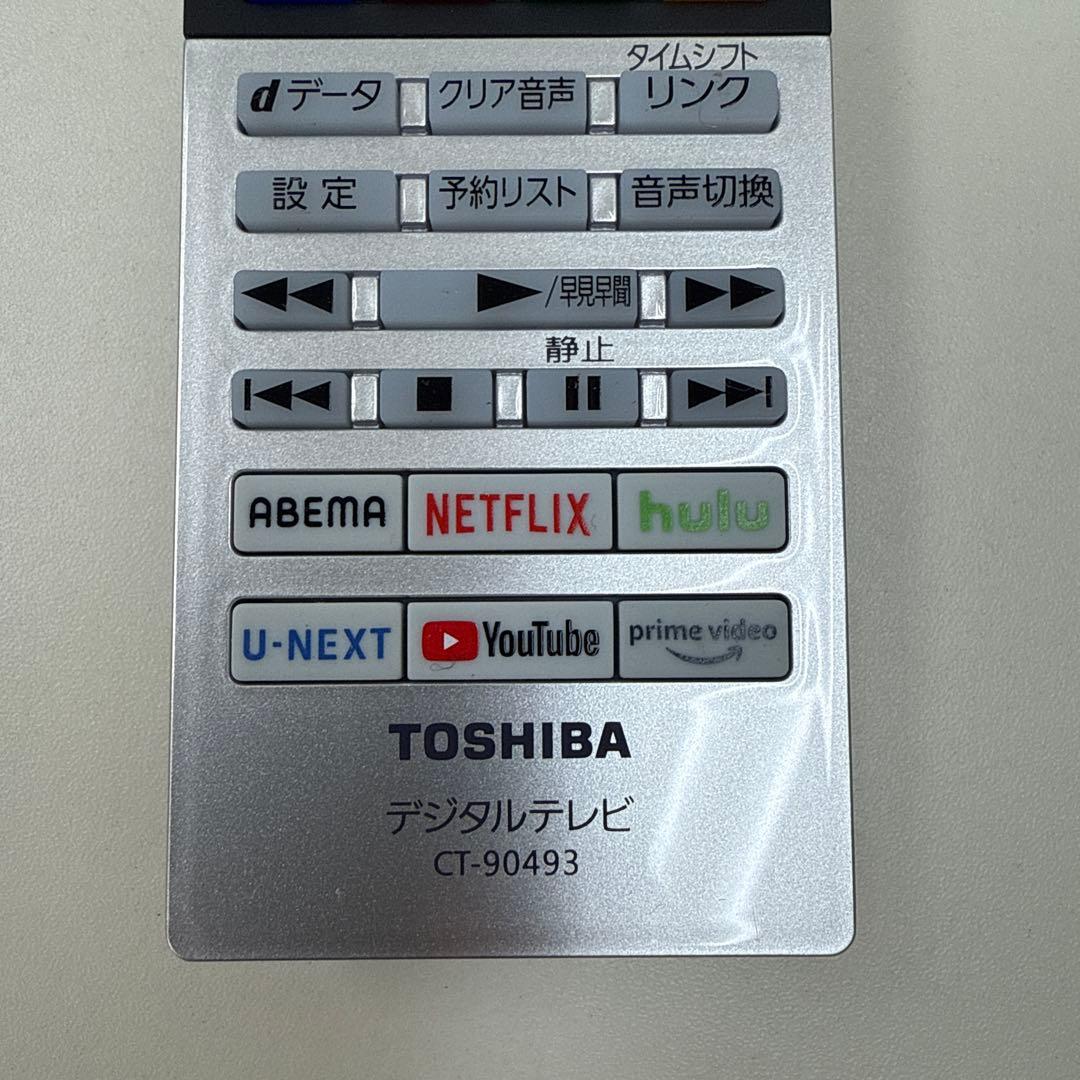 dデータ クリア音声 タイムシフト リンク
設定 予約リスト 音声切換
/早見早聞
静止
ABEMA NETFLIX hulu
U-NEXT YouTube prime video
TOSHIBA
デジタルテレビ
CT-90493